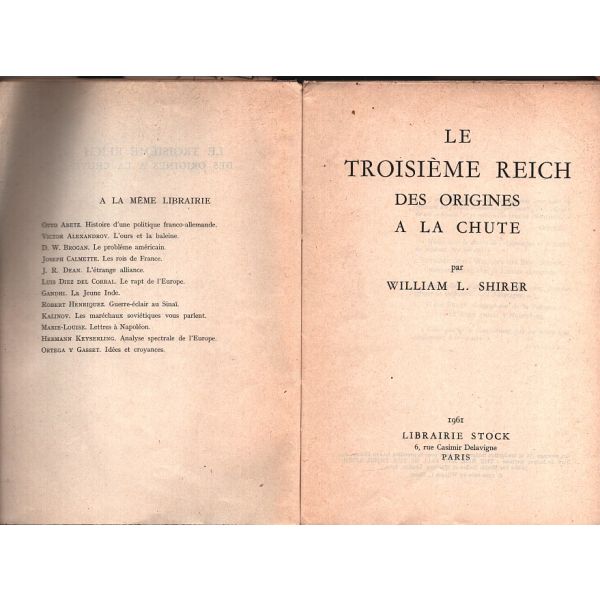 A LA MÊME LIBRAIRIE
OTTO ABETZ. Histoire d'une politique franco-allemande.
VICTOR ALEXANDROV. L'ours et la baleine.
D. W. BROGAN. Le problème américain.
JOSEPH CALMETTE. Les rois de France.
J. R. DEAN. L'étrange alliance.
LUIS DIEZ DEL CORRAL. Le rapt de l'Europe.
GANDHI. La Jeune Inde.
ROBERT HENRIQUEZ. Guerre-éclair au Sinaï.
KALINOV. Les maréchaux soviétiques vous parlent.
MARIE-LOUISE. Lettres à Napoléon.
HERMANN KEYSERLING. Analyse spectrale de l'Europe.
ORTEGA Y GASSET. Idées et croyances.
LE
TROISIÈME REICH
DES ORIGINES
A LA CHUTE
par
WILLIAM L. SHIRER
1961
LIBRAIRIE STOCK
6, rue Casimir Delavigne
PARIS